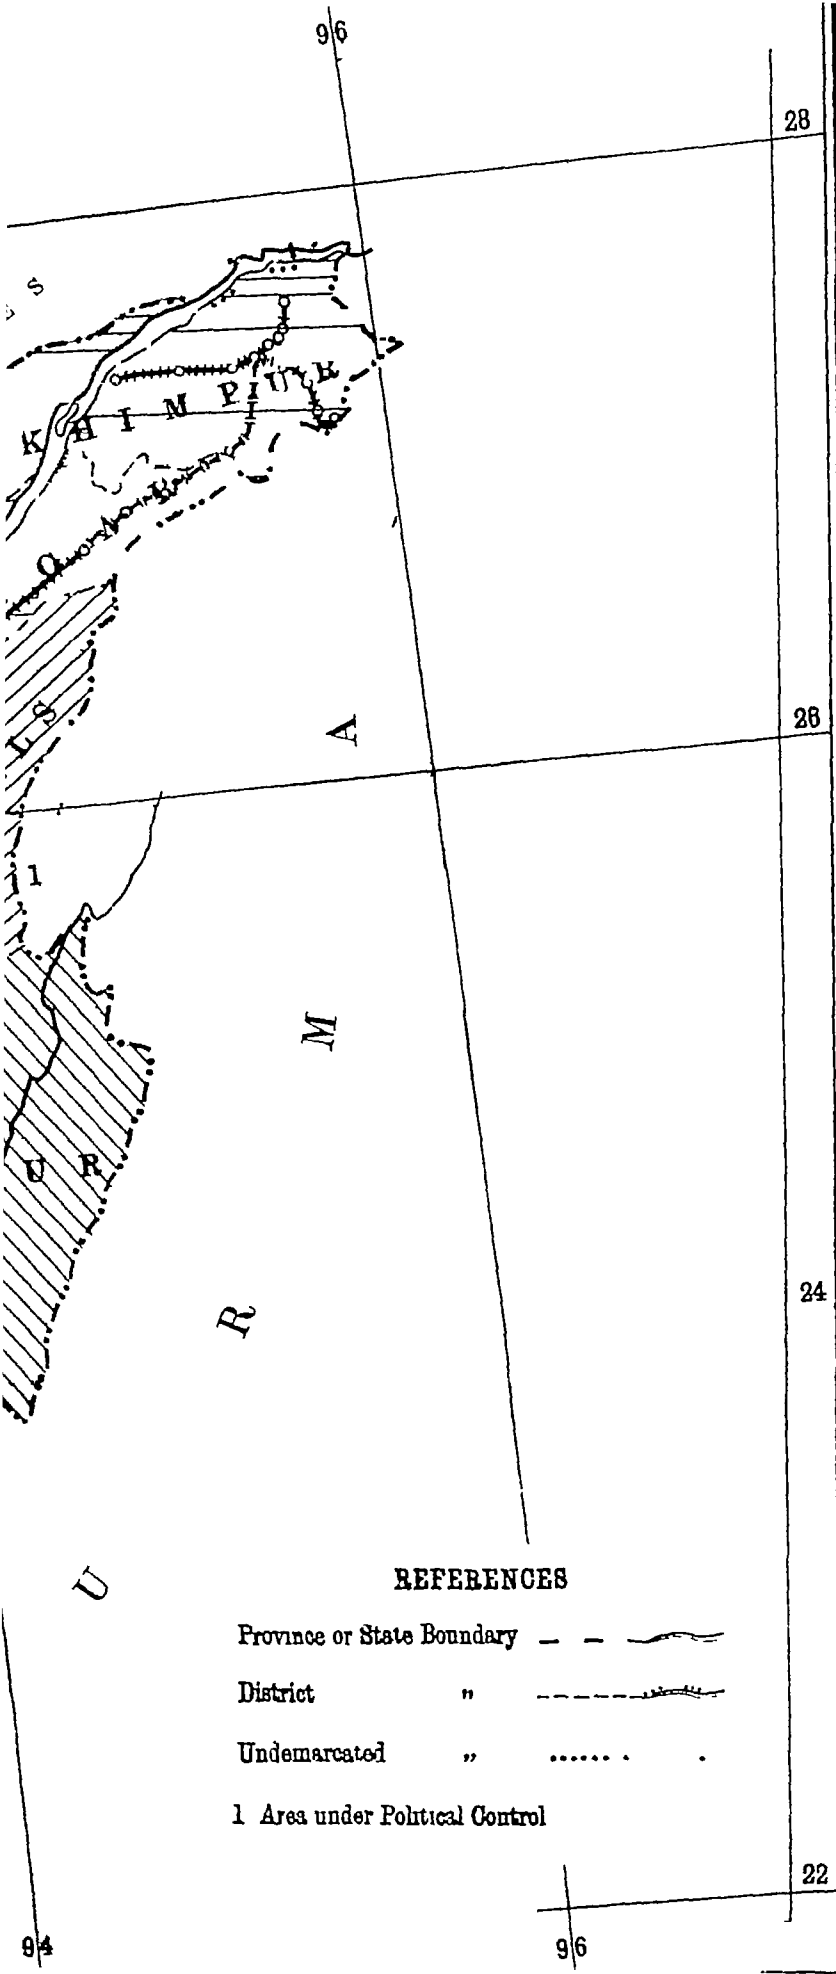 96
28
S
KHIMPUR
26
L S
A
1
M
U R
24
R
U
REFERENCES
Province or State Boundary
District "
Undemarcated "
1 Area under Political Control
22
94
96